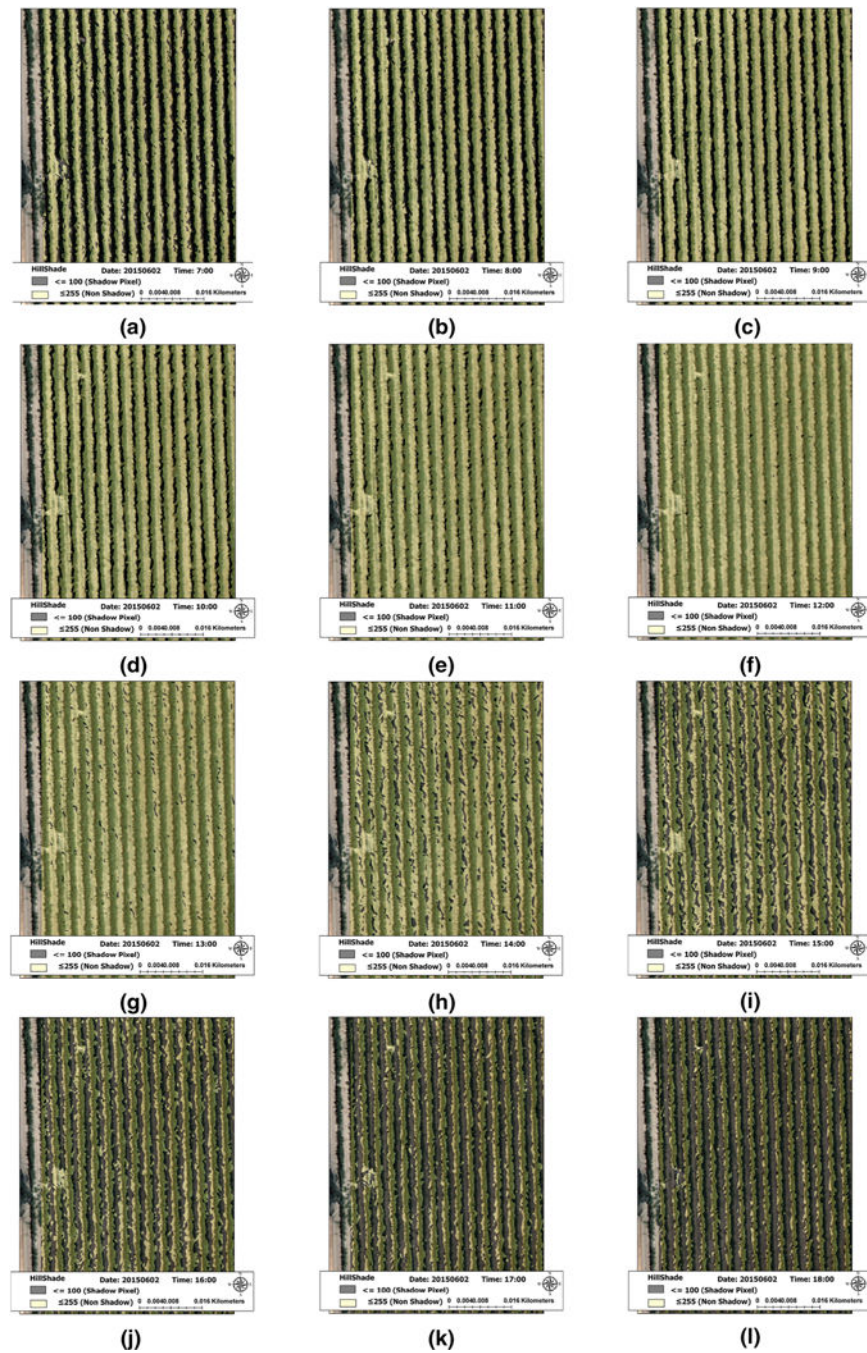 HillShade Date: 20150602 Time: 7:00
<= 100 (Shadow Pixel)
≤255 (Non Shadow) 0 0.0040.008 0.016 Kilometers
(a)
HillShade Date: 20150602 Time: 8:00
<= 100 (Shadow Pixel)
≤255 (Non Shadow) 0 0.0040.008 0.016 Kilometers
(b)
HillShade Date: 20150602 Time: 9:00
<= 100 (Shadow Pixel)
≤255 (Non Shadow) 0 0.0040.008 0.016 Kilometers
(c)
HillShade Date: 20150602 Time: 10:00
<= 100 (Shadow Pixel)
≤255 (Non Shadow) 0 0.0040.008 0.016 Kilometers
(d)
HillShade Date: 20150602 Time: 11:00
<= 100 (Shadow Pixel)
≤255 (Non Shadow) 0 0.0040.008 0.016 Kilometers
(e)
HillShade Date: 20150602 Time: 12:00
<= 100 (Shadow Pixel)
≤255 (Non Shadow) 0 0.0040.008 0.016 Kilometers
(f)
HillShade Date: 20150602 Time: 13:00
<= 100 (Shadow Pixel)
≤255 (Non Shadow) 0 0.0040.008 0.016 Kilometers
(g)
HillShade Date: 20150602 Time: 14:00
<= 100 (Shadow Pixel)
≤255 (Non Shadow) 0 0.0040.008 0.016 Kilometers
(h)
HillShade Date: 20150602 Time: 15:00
<= 100 (Shadow Pixel)
≤255 (Non Shadow) 0 0.0040.008 0.016 Kilometers
(i)
HillShade Date: 20150602 Time: 16:00
<= 100 (Shadow Pixel)
≤255 (Non Shadow) 0 0.0040.008 0.016 Kilometers
(j)
HillShade Date: 20150602 Time: 17:00
<= 100 (Shadow Pixel)
≤255 (Non Shadow) 0 0.0040.008 0.016 Kilometers
(k)
HillShade Date: 20150602 Time: 18:00
<= 100 (Shadow Pixel)
≤255 (Non Shadow) 0 0.0040.008 0.016 Kilometers
(l)